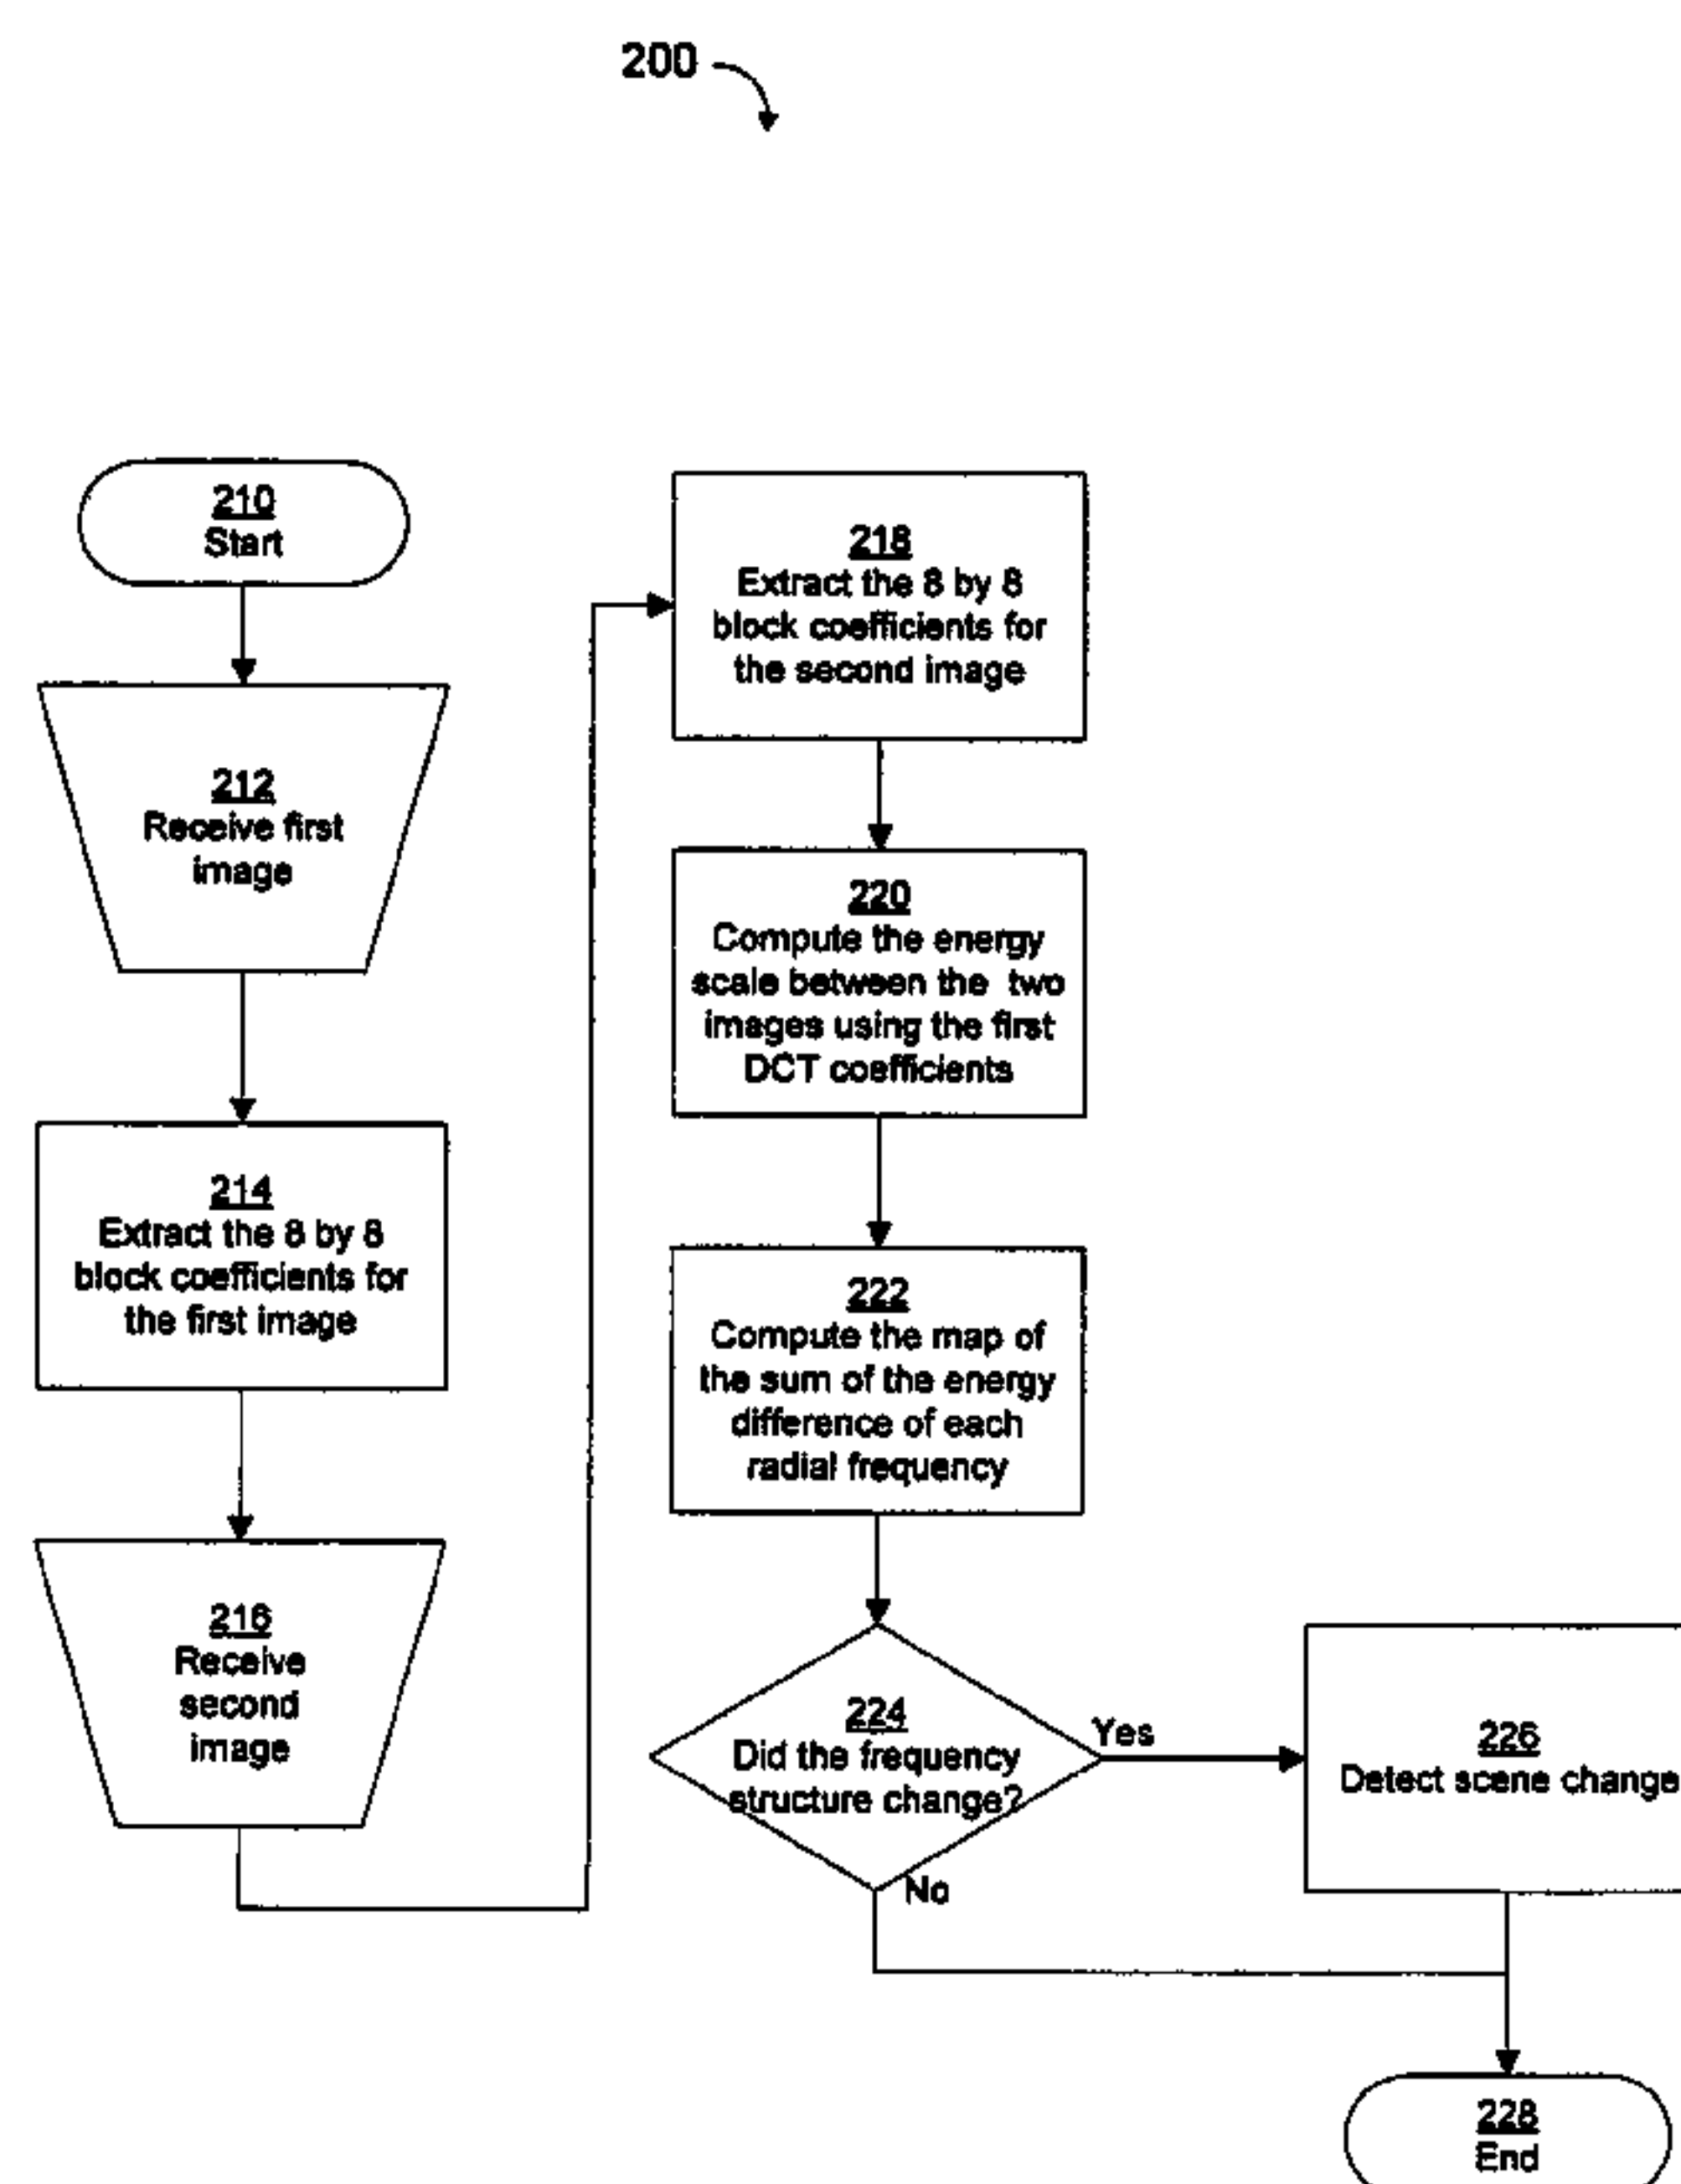 200
210
Start
212
Receive first
image
214
Extract the 8 by 8
block coefficients for
the first image
216
Receive
second
image
218
Extract the 8 by 8
block coefficients for
the second image
220
Compute the energy
scale between the two
images using the first
DCT coefficients
222
Compute the map of
the sum of the energy
difference of each
radial frequency
224
Did the frequency
structure change?
Yes
No
226
Detect scene change
228
End